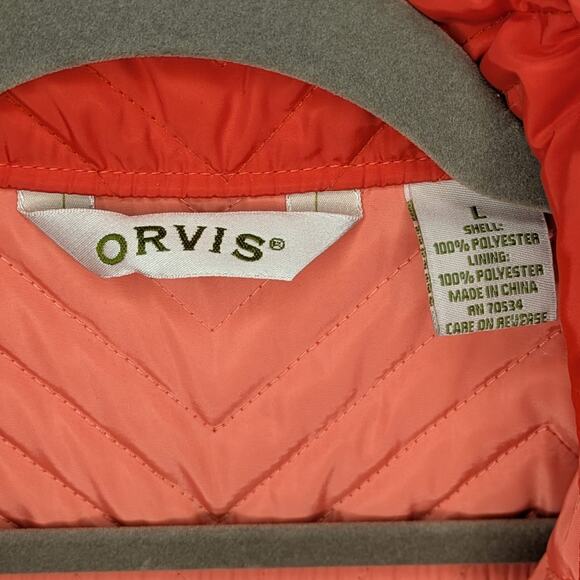 ORVIS®
L
SHELL:
100% POLYESTER
LINING:
100% POLYESTER
MADE IN CHINA
RN 70534
CARE ON REVERSE